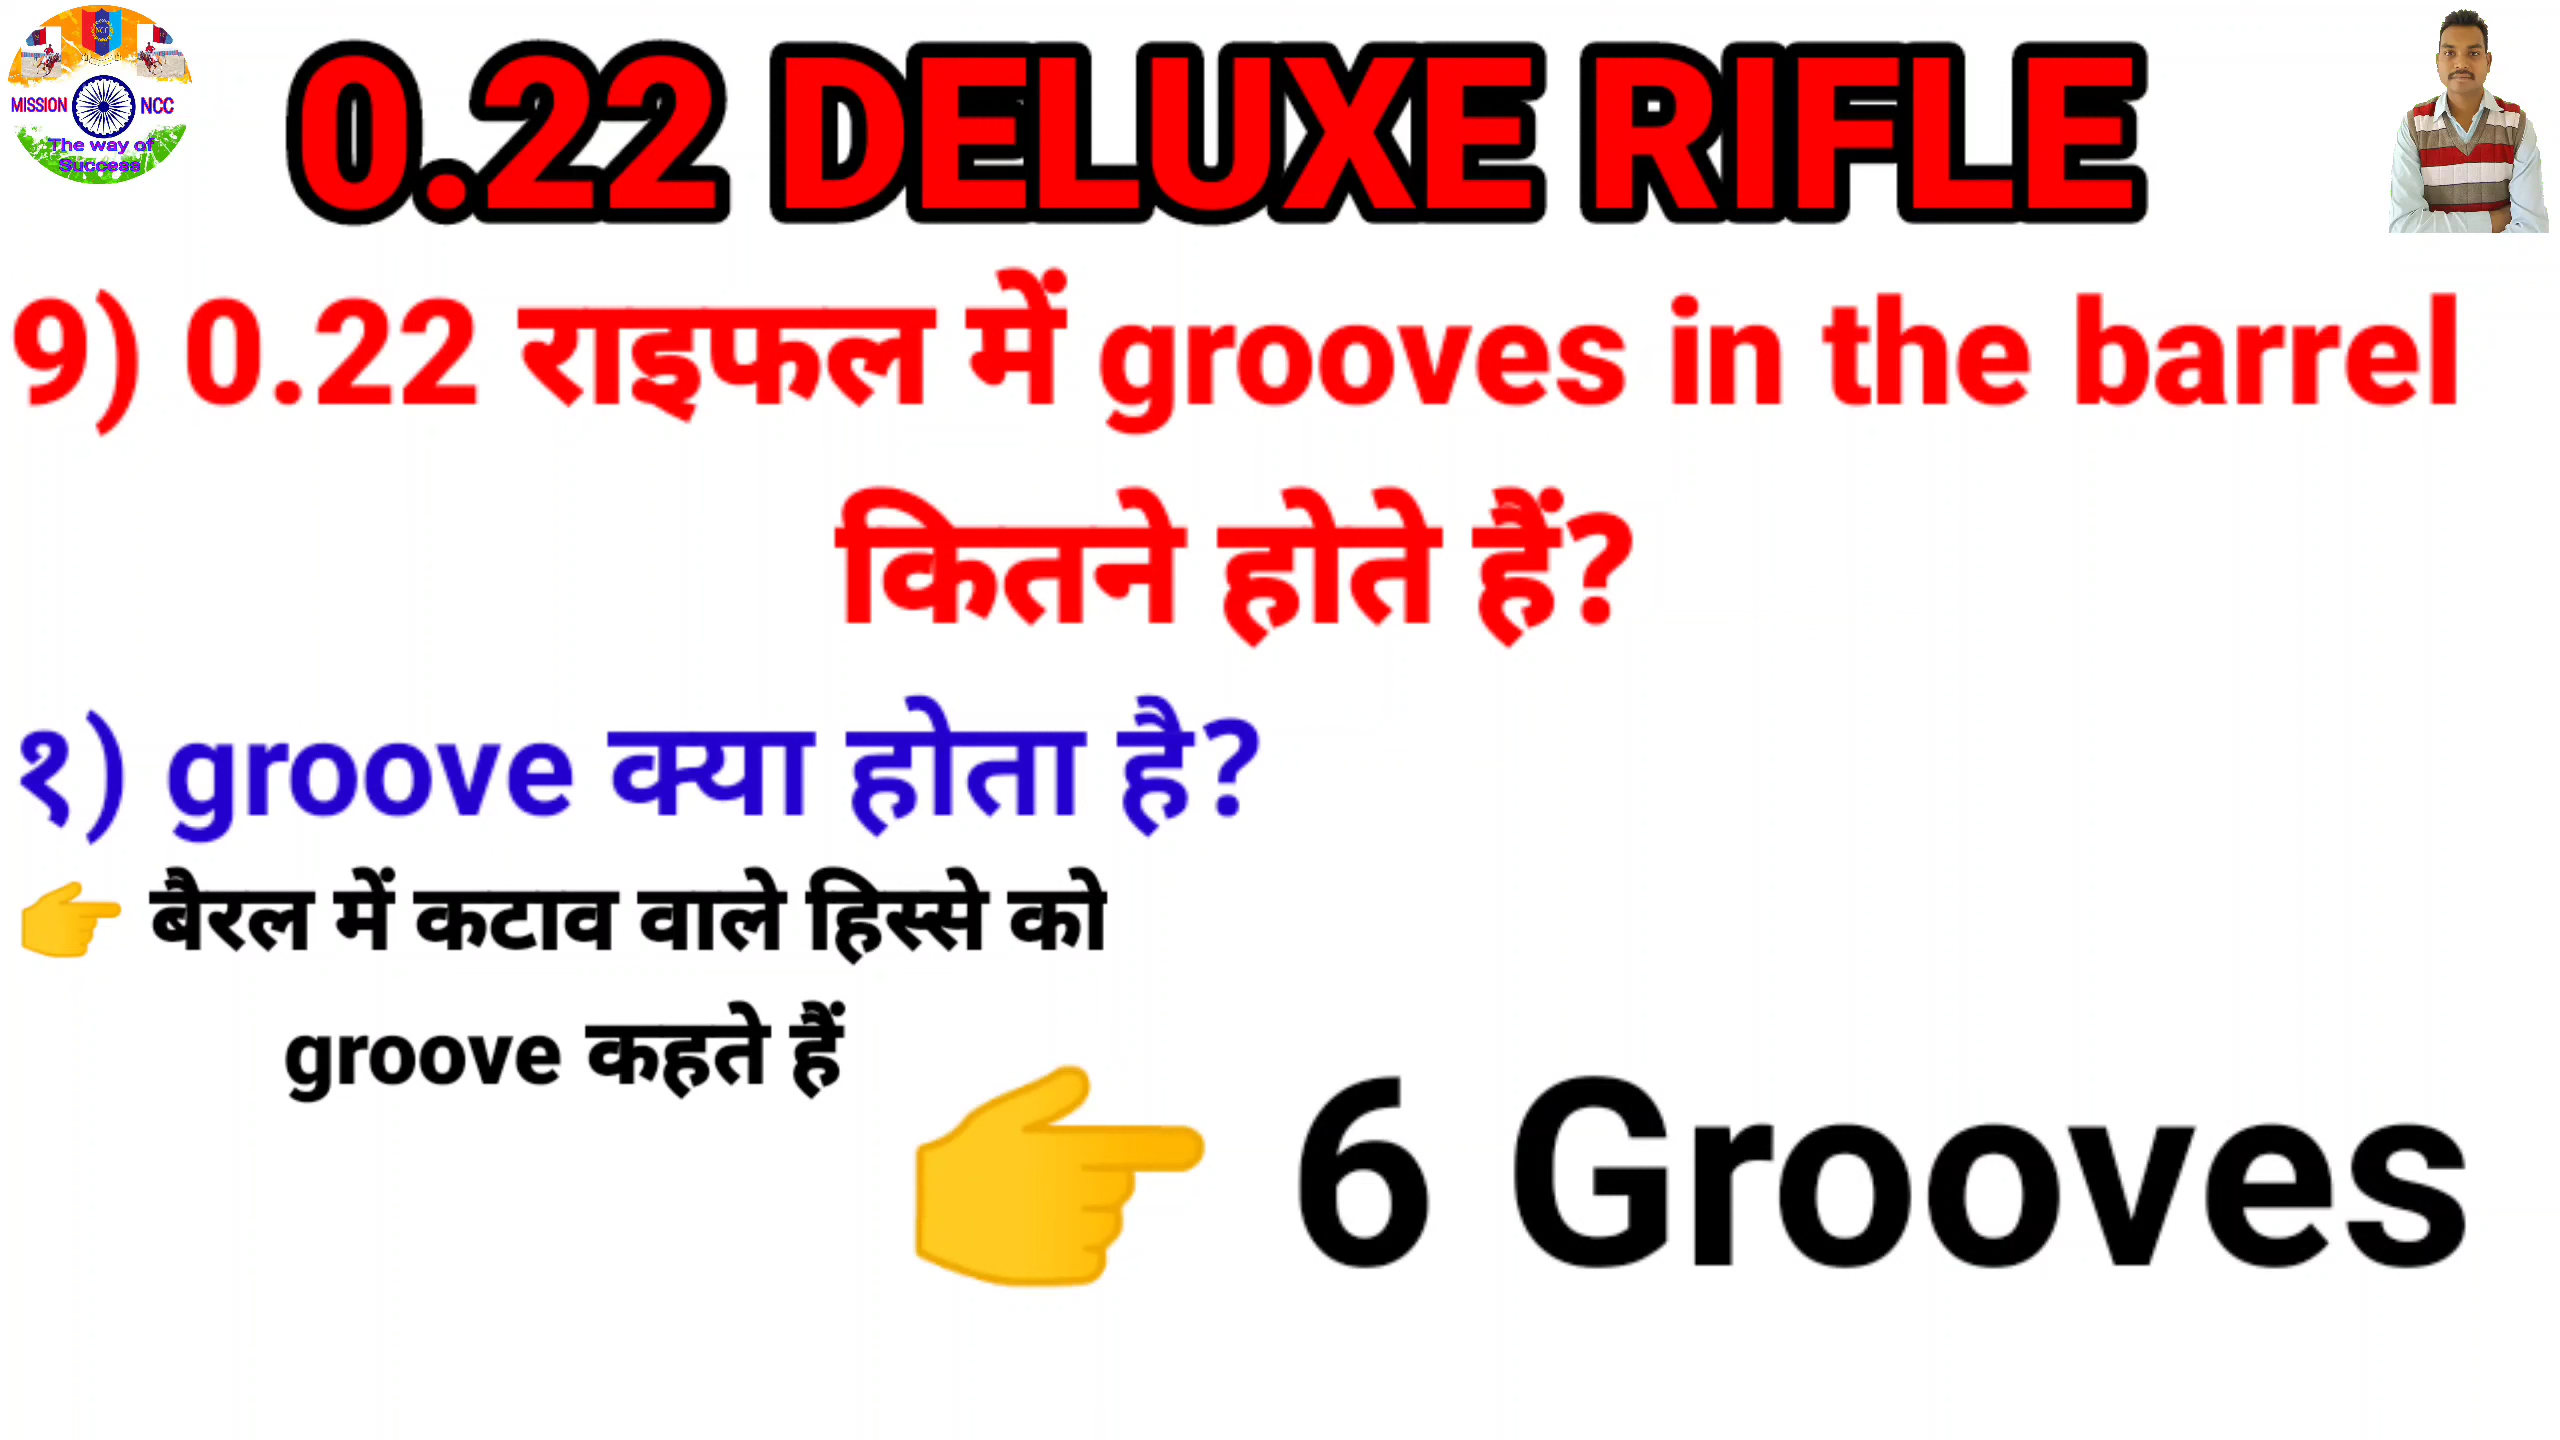 MISSION NCC
The way of
Success
0.22 DELUXE RIFLE
9) 0.22 राइफल में grooves in the barrel
कितने होते हैं?
१) groove क्या होता है?
👉 बैरल में कटाव वाले हिस्से को
groove कहते हैं
👉 6 Grooves